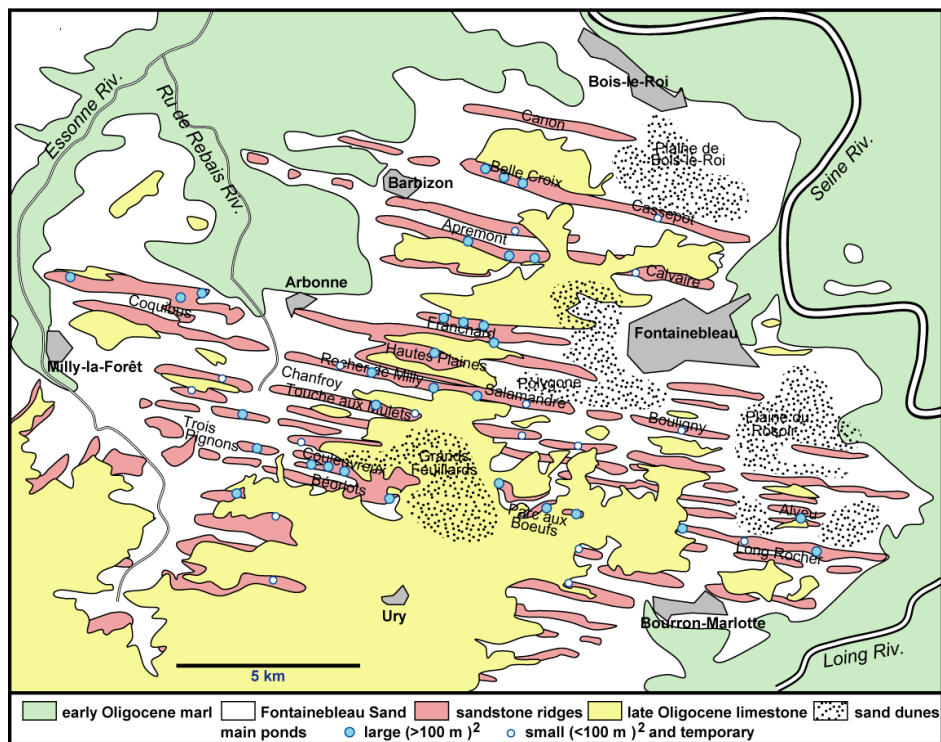 Essonne Riv.
Ru de Rebais Riv.
Bois-le-Roi
Canon
Plaine de
Bois-le-Roi
Seine Riv.
Belle Croix
Barbizon
Cassepot
Apremont
Calvaire
Arbonne
Coquibus
Franchard
Fontainebleau
Milly-la-Forêt
Hautes Plaines
Rocher de Milly
Chanfroy
Polygone
Salamandre
Touche aux Mulets
Bouligny
Plaine du
Rosoir
Trois
Pignons
Couleuvreux
Grands
Feuillards
Béorlots
Parc aux
Boeufs
Alveu
Long Rocher
Ury
Bourron-Marlotte
Loing Riv.
5 km
early Oligocene marl Fontainebleau Sand sandstone ridges late Oligocene limestone sand dunes
main ponds large (>100 m )² small (<100 m )² and temporary